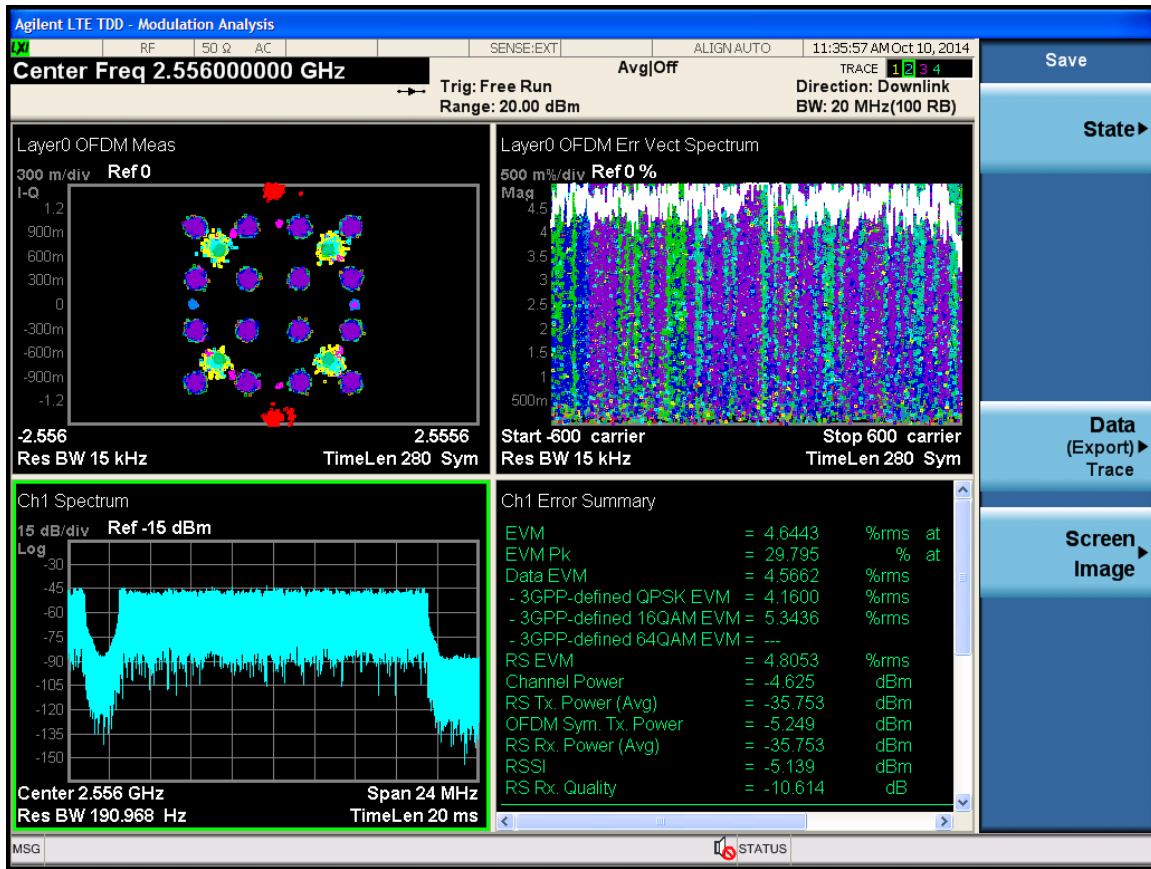 Agilent LTE TDD - Modulation Analysis
LXI RF 50 Ω AC SENSE:EXT ALIGN AUTO 11:35:57 AM Oct 10, 2014
Center Freq 2.556000000 GHz
Avg|Off
TRACE 1 2 3 4
Trig: Free Run
Direction: Downlink
Range: 20.00 dBm
BW: 20 MHz(100 RB)
Layer0 OFDM Meas
300 m/div Ref 0
I-Q
1.2
900m
600m
300m
0
-300m
-600m
-900m
-1.2
-2.556 2.5556
Res BW 15 kHz TimeLen 280 Sym
Layer0 OFDM Err Vect Spectrum
500 m%/div Ref 0 %
Mag
4.5
4
3.5
3
2.5
2
1.5
1
500m
Start -600 carrier Stop 600 carrier
Res BW 15 kHz TimeLen 280 Sym
Ch1 Spectrum
15 dB/div Ref -15 dBm
Log
-30
-45
-60
-75
-90
-105
-120
-135
-150
Center 2.556 GHz Span 24 MHz
Res BW 190.968 Hz TimeLen 20 ms
Ch1 Error Summary
EVM = 4.6443 %rms at
EVM Pk = 29.795 % at
Data EVM = 4.5662 %rms
- 3GPP-defined QPSK EVM = 4.1600 %rms
- 3GPP-defined 16QAM EVM = 5.3436 %rms
- 3GPP-defined 64QAM EVM = ---
RS EVM = 4.8053 %rms
Channel Power = -4.625 dBm
RS Tx. Power (Avg) = -35.753 dBm
OFDM Sym. Tx. Power = -5.249 dBm
RS Rx. Power (Avg) = -35.753 dBm
RSSI = -5.139 dBm
RS Rx. Quality = -10.614 dB
Save
State
Data
(Export)
Trace
Screen
Image
MSG STATUS